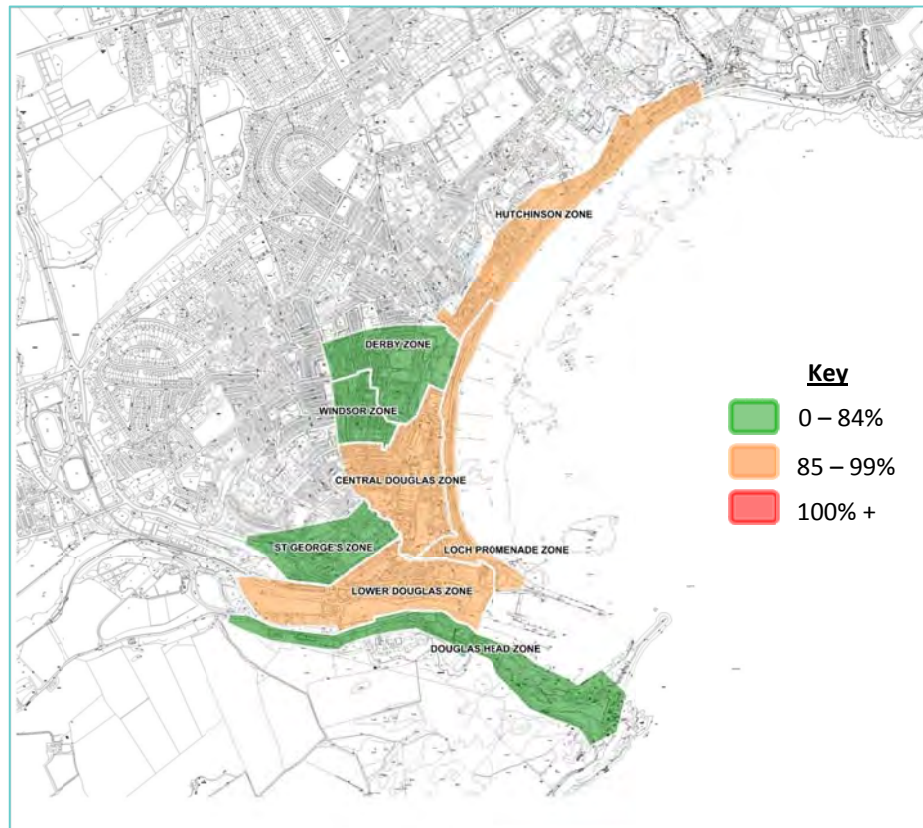 HUTCHINSON ZONE
DERBY ZONE
WINDSOR ZONE
CENTRAL DOUGLAS ZONE
ST GEORGE'S ZONE
LOCH PROMENADE ZONE
LOWER DOUGLAS ZONE
DOUGLAS HEAD ZONE
Key
0 – 84%
85 – 99%
100% +